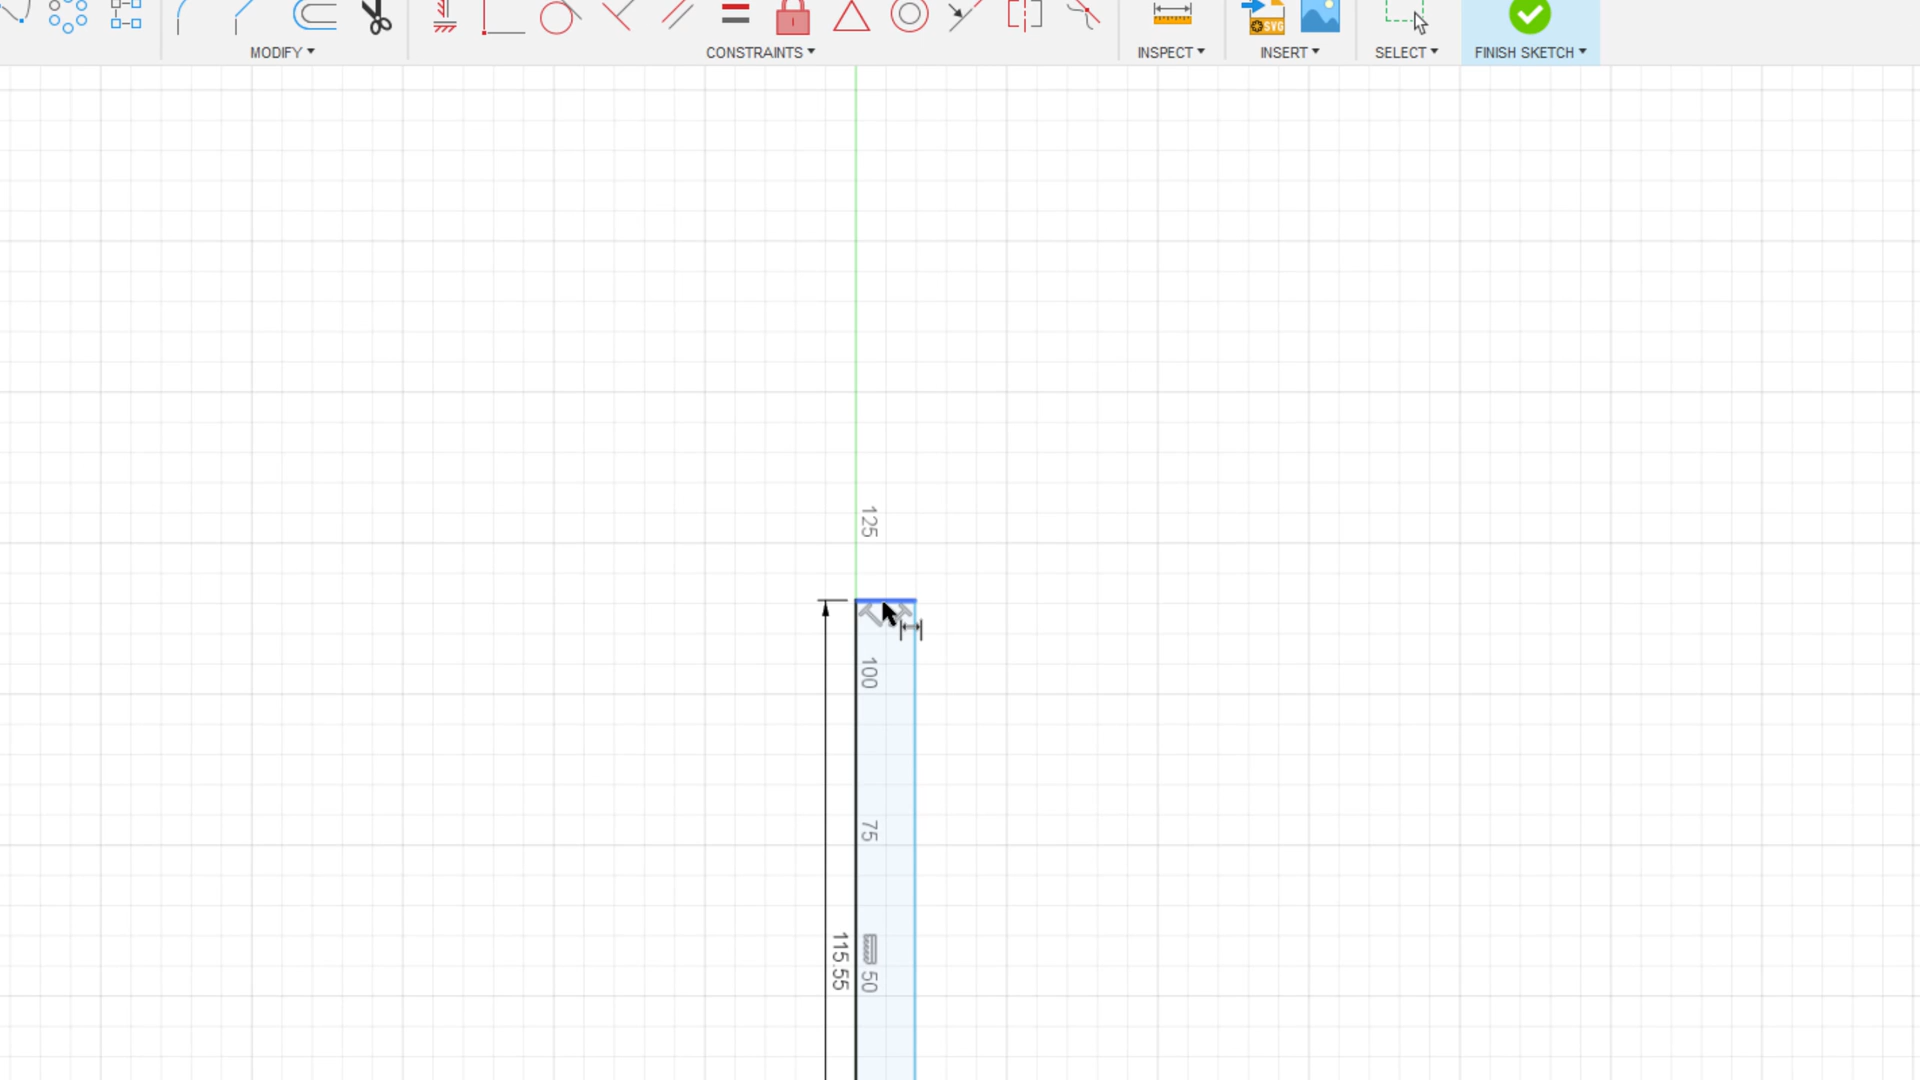 MODIFY CONSTRAINTS INSPECT INSERT SELECT FINISH SKETCH
SVG
125
100
75
50
115.55